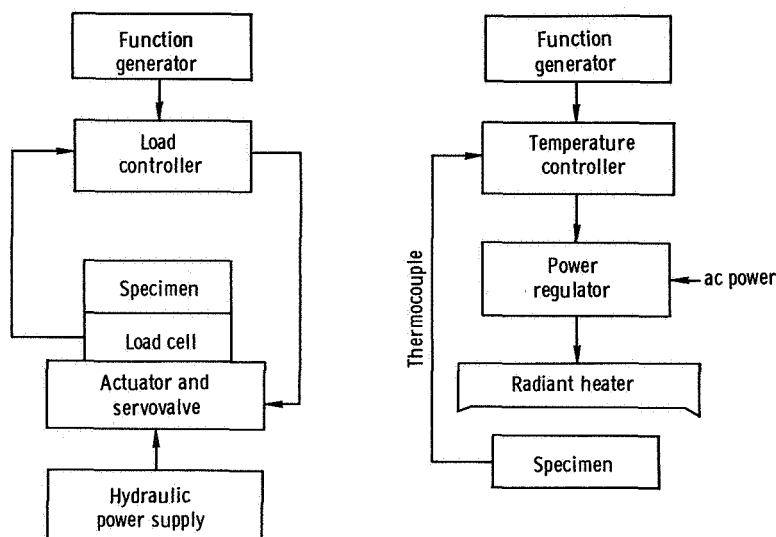 Function
generator
Load
controller
Specimen
Load cell
Actuator and
servovalve
Hydraulic
power supply
Function
generator
Temperature
controller
Thermocouple
Power
regulator
ac power
Radiant heater
Specimen